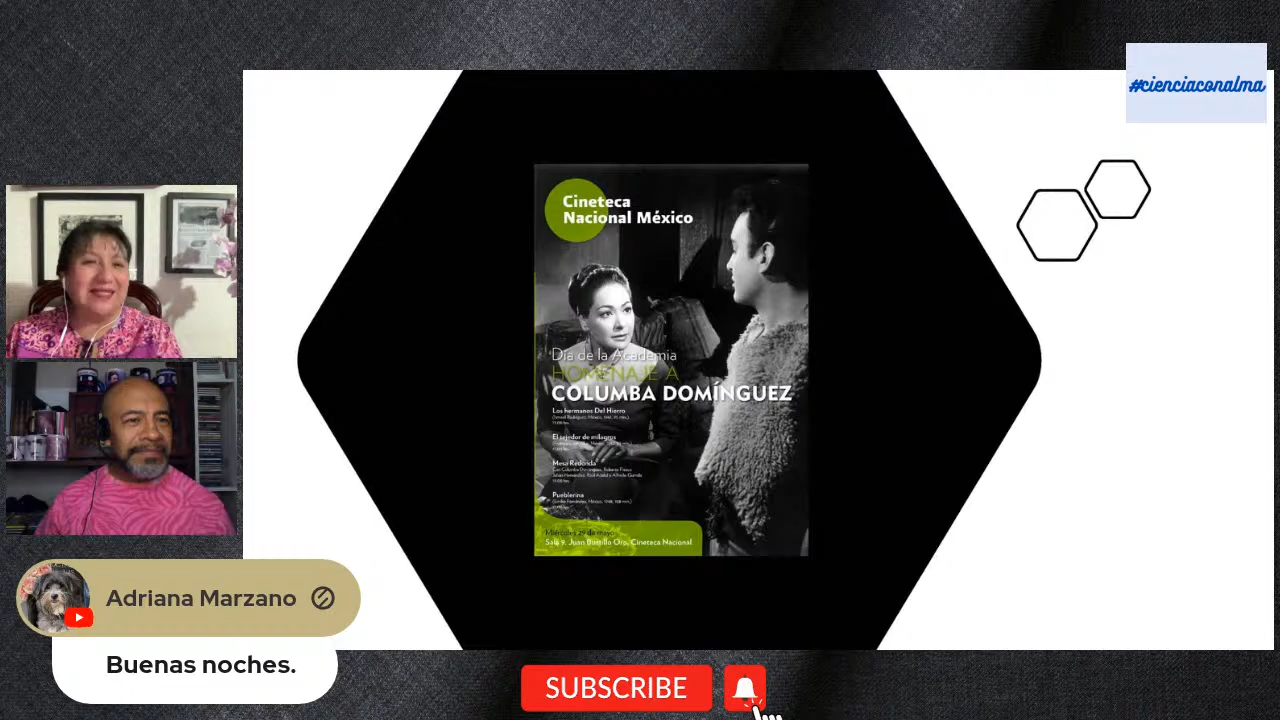 #cienciaconalma
Cineteca
Nacional México
Día de la Academia
HOMENAJE A
COLUMBA DOMÍNGUEZ
Los hermanos Del Hierro
El tejedor de milagros
Mesa Redonda
Pueblerina
Miércoles 29 de mayo
Sala 9, Juan Bustillo Oro, Cineteca Nacional
Adriana Marzano
Buenas noches.
SUBSCRIBE